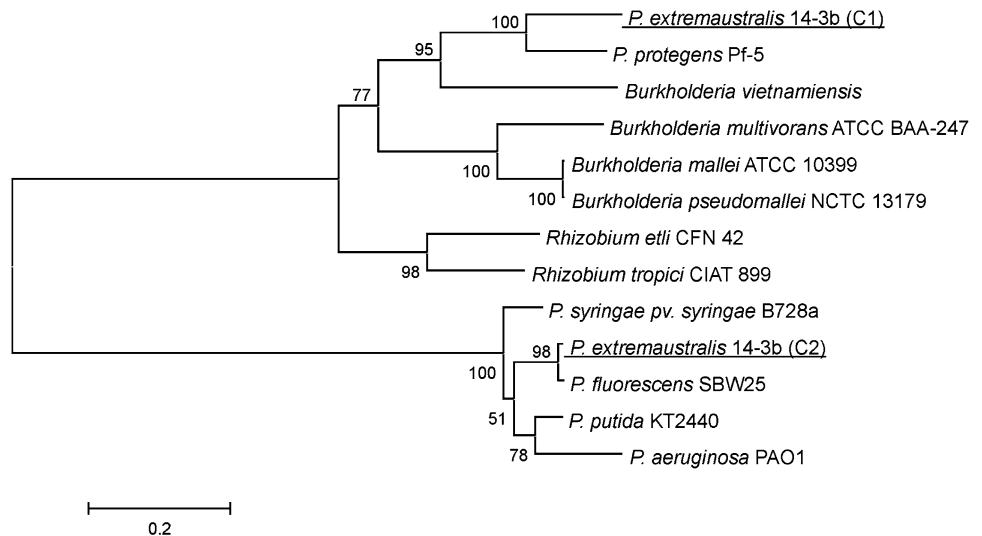 100
P. extremaustralis 14-3b (C1)
95
P. protegens Pf-5
77
Burkholderia vietnamiensis
Burkholderia multivorans ATCC BAA-247
100
Burkholderia mallei ATCC 10399
100
Burkholderia pseudomallei NCTC 13179
Rhizobium etli CFN 42
98
Rhizobium tropici CIAT 899
P. syringae pv. syringae B728a
98
P. extremaustralis 14-3b (C2)
100
P. fluorescens SBW25
51
P. putida KT2440
78
P. aeruginosa PAO1
0.2